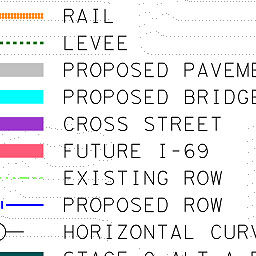 RAIL
LEVEE
PROPOSED PAVEME
PROPOSED BRIDGE
CROSS STREET
FUTURE I-69
EXISTING ROW
PROPOSED ROW
HORIZONTAL CURV